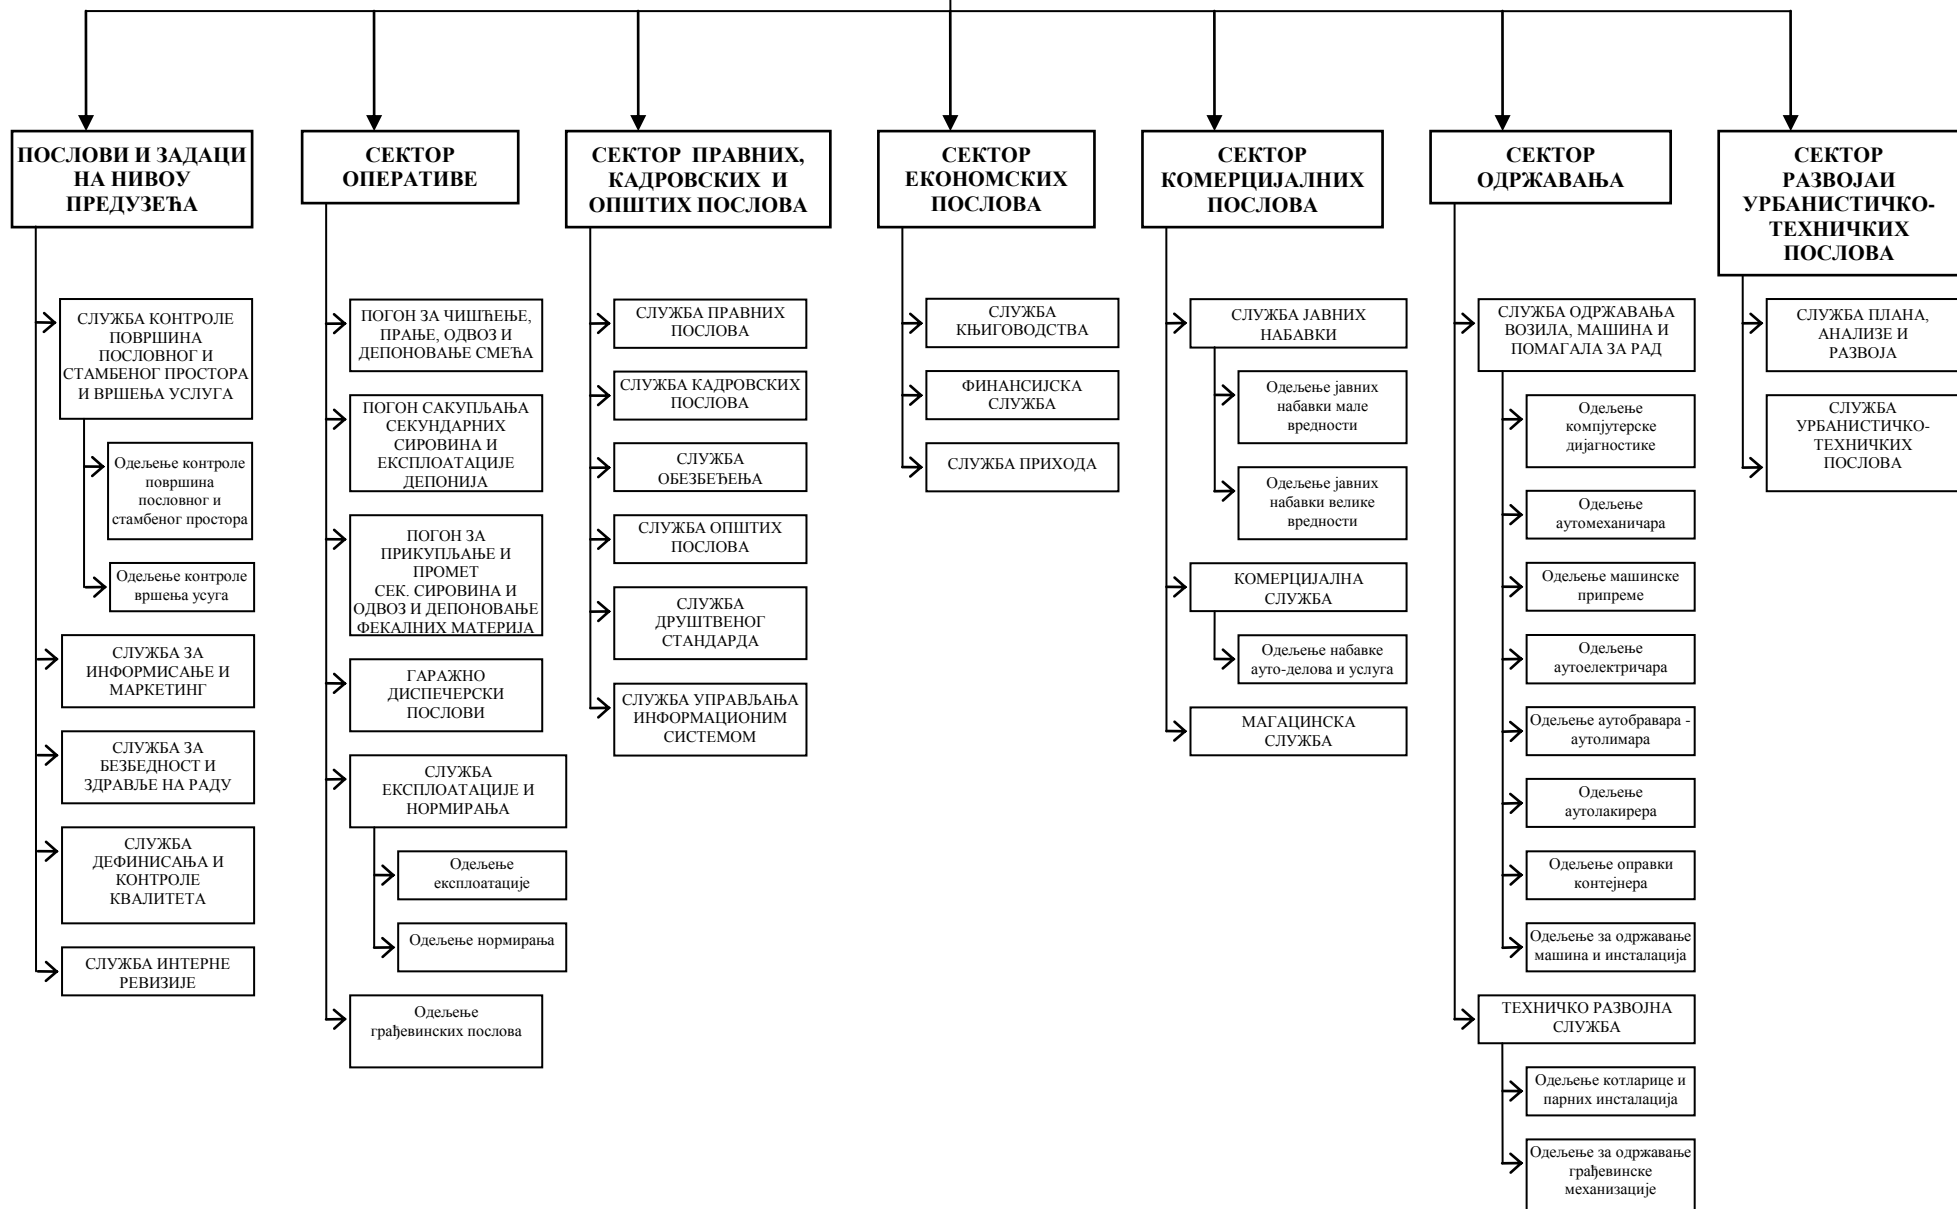 ПОСЛОВИ И ЗАДАЦИ
НА НИВОУ
ПРЕДУЗЕЋА
СЛУЖБА КОНТРОЛЕ
ПОВРШИНА
ПОСЛОВНОГ И
СТАМБЕНОГ ПРОСТОРА
И ВРШЕЊА УСЛУГА
Одељење контроле
површина
пословног и
стамбеног простора
Одељење контроле
вршења усуга
СЛУЖБА ЗА
ИНФОРМИСАЊЕ И
МАРКЕТИНГ
СЛУЖБА ЗА
БЕЗБЕДНОСТ И
ЗДРАВЉЕ НА РАДУ
СЛУЖБА
ДЕФИНИСАЊА И
КОНТРОЛЕ
КВАЛИТЕТА
СЛУЖБА ИНТЕРНЕ
РЕВИЗИЈЕ
СЕКТОР
ОПЕРАТИВЕ
ПОГОН ЗА ЧИШЋЕЊЕ,
ПРАЊЕ, ОДВОЗ И
ДЕПОНОВАЊЕ СМЕЋА
ПОГОН САКУПЉАЊА
СЕКУНДАРНИХ
СИРОВИНА И
ЕКСПЛОАТАЦИЈЕ
ДЕПОНИЈА
ПОГОН ЗА
ПРИКУПЉАЊЕ И
ПРОМЕТ
СЕК. СИРОВИНА И
ОДВОЗ И ДЕПОНОВАЊЕ
ФЕКАЛНИХ МАТЕРИЈА
ГАРАЖНО
ДИСПЕЧЕРСКИ
ПОСЛОВИ
СЛУЖБА
ЕКСПЛОАТАЦИЈЕ И
НОРМИРАЊА
Одељење
експлоатације
Одељење нормирања
Одељење
грађевинских послова
СЕКТОР ПРАВНИХ,
КАДРОВСКИХ И
ОПШТИХ ПОСЛОВА
СЛУЖБА ПРАВНИХ
ПОСЛОВА
СЛУЖБА КАДРОВСКИХ
ПОСЛОВА
СЛУЖБА
ОБЕЗБЕЂЕЊА
СЛУЖБА ОПШТИХ
ПОСЛОВА
СЛУЖБА
ДРУШТВЕНОГ
СТАНДАРДА
СЛУЖБА УПРАВЉАЊА
ИНФОРМАЦИОНИМ
СИСТЕМОМ
СЕКТОР
ЕКОНОМСКИХ
ПОСЛОВА
СЛУЖБА
КЊИГОВОДСТВА
ФИНАНСИЈСКА
СЛУЖБА
СЛУЖБА ПРИХОДА
СЕКТОР
КОМЕРЦИЈАЛНИХ
ПОСЛОВА
СЛУЖБА ЈАВНИХ
НАБАВКИ
Одељење јавних
набавки мале
вредности
Одељење јавних
набавки велике
вредности
КОМЕРЦИЈАЛНА
СЛУЖБА
Одељење набавке
ауто-делова и услуга
МАГАЦИНСКА
СЛУЖБА
СЕКТОР
ОДРЖАВАЊА
СЛУЖБА ОДРЖАВАЊА
ВОЗИЛА, МАШИНА И
ПОМАГАЛА ЗА РАД
Одељење
компјутерске
дијагностике
Одељење
аутомеханичара
Одељење машинске
припреме
Одељење
аутоелектричара
Одељење аутобравара -
аутолимара
Одељење
аутолакирера
Одељење оправки
контејнера
Одељење за одржавање
машина и инсталација
ТЕХНИЧКО РАЗВОЈНА
СЛУЖБА
Одељење котларице и
парних инсталација
Одељење за одржавање
грађевинске
механизације
СЕКТОР
РАЗВОЈАИ
УРБАНИСТИЧКО-
ТЕХНИЧКИХ
ПОСЛОВА
СЛУЖБА ПЛАНА,
АНАЛИЗЕ И
РАЗВОЈА
СЛУЖБА
УРБАНИСТИЧКО-
ТЕХНИЧКИХ
ПОСЛОВА